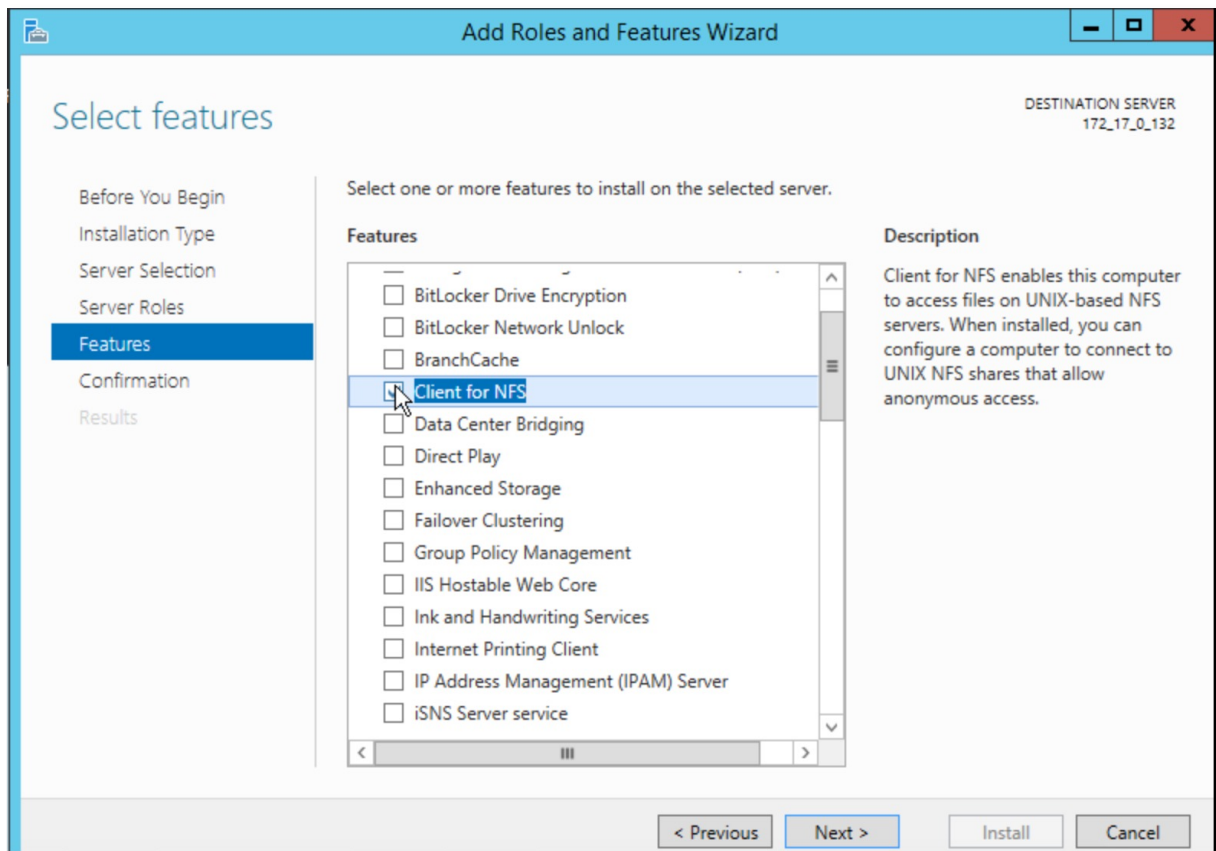 Add Roles and Features Wizard
Select features
DESTINATION SERVER
172_17_0_132
Before You Begin
Installation Type
Server Selection
Server Roles
Features
Confirmation
Results
Select one or more features to install on the selected server.
Features
BitLocker Drive Encryption
BitLocker Network Unlock
BranchCache
Client for NFS
Data Center Bridging
Direct Play
Enhanced Storage
Failover Clustering
Group Policy Management
IIS Hostable Web Core
Ink and Handwriting Services
Internet Printing Client
IP Address Management (IPAM) Server
iSNS Server service
Description
Client for NFS enables this computer
to access files on UNIX-based NFS
servers. When installed, you can
configure a computer to connect to
UNIX NFS shares that allow
anonymous access.
< Previous
Next >
Install
Cancel